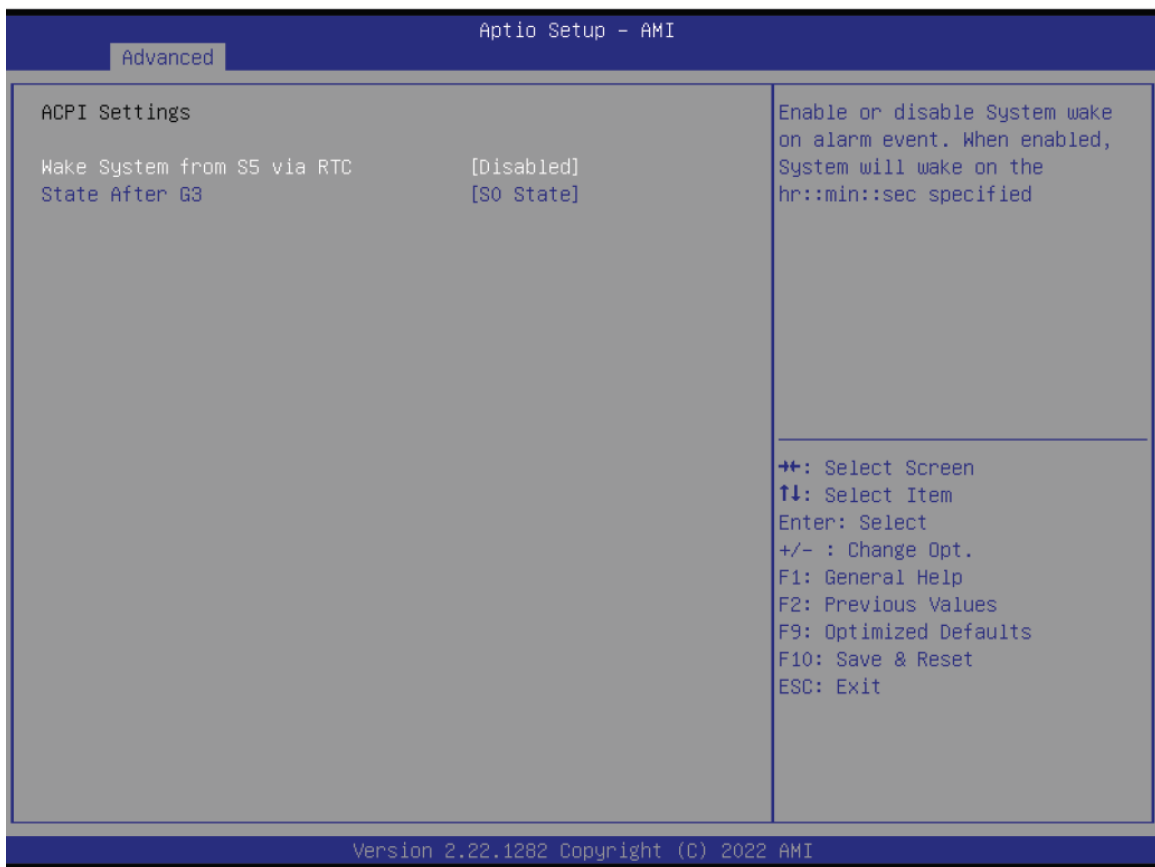 Aptio Setup – AMI
Advanced
ACPI Settings
Wake System from S5 via RTC [Disabled]
State After G3 [S0 State]
Enable or disable System wake
on alarm event. When enabled,
System will wake on the
hr::min::sec specified
→←: Select Screen
↑↓: Select Item
Enter: Select
+/- : Change Opt.
F1: General Help
F2: Previous Values
F9: Optimized Defaults
F10: Save & Reset
ESC: Exit
Version 2.22.1282 Copyright (C) 2022 AMI